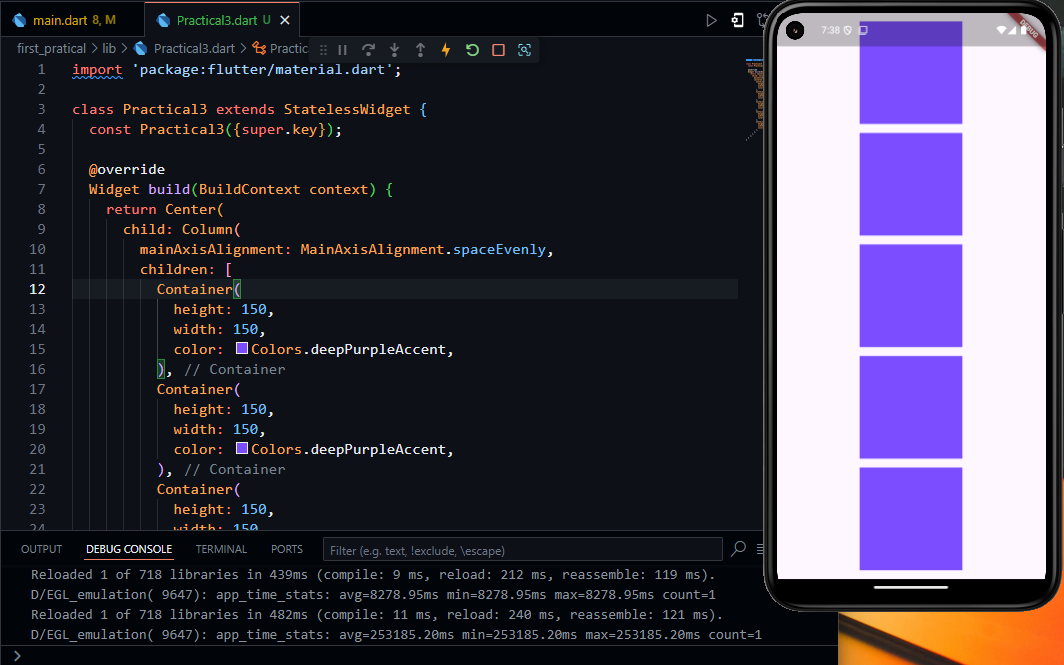 main.dart 8, M
Practical3.dart U
first_pratical > lib > Practical3.dart > Practic
1 import 'package:flutter/material.dart';
2
3 class Practical3 extends StatelessWidget {
4 const Practical3({super.key});
5
6 @override
7 Widget build(BuildContext context) {
8 return Center(
9 child: Column(
10 mainAxisAlignment: MainAxisAlignment.spaceEvenly,
11 children: [
12 Container(
13 height: 150,
14 width: 150,
15 color: Colors.deepPurpleAccent,
16 ), // Container
17 Container(
18 height: 150,
19 width: 150,
20 color: Colors.deepPurpleAccent,
21 ), // Container
22 Container(
23 height: 150,
24 width: 150
OUTPUT DEBUG CONSOLE TERMINAL PORTS Filter (e.g. text, !exclude, \escape)
Reloaded 1 of 718 libraries in 439ms (compile: 9 ms, reload: 212 ms, reassemble: 119 ms).
D/EGL_emulation( 9647): app_time_stats: avg=8278.95ms min=8278.95ms max=8278.95ms count=1
Reloaded 1 of 718 libraries in 482ms (compile: 11 ms, reload: 240 ms, reassemble: 121 ms).
D/EGL_emulation( 9647): app_time_stats: avg=253185.20ms min=253185.20ms max=253185.20ms count=1
>
7:38
DEBUG